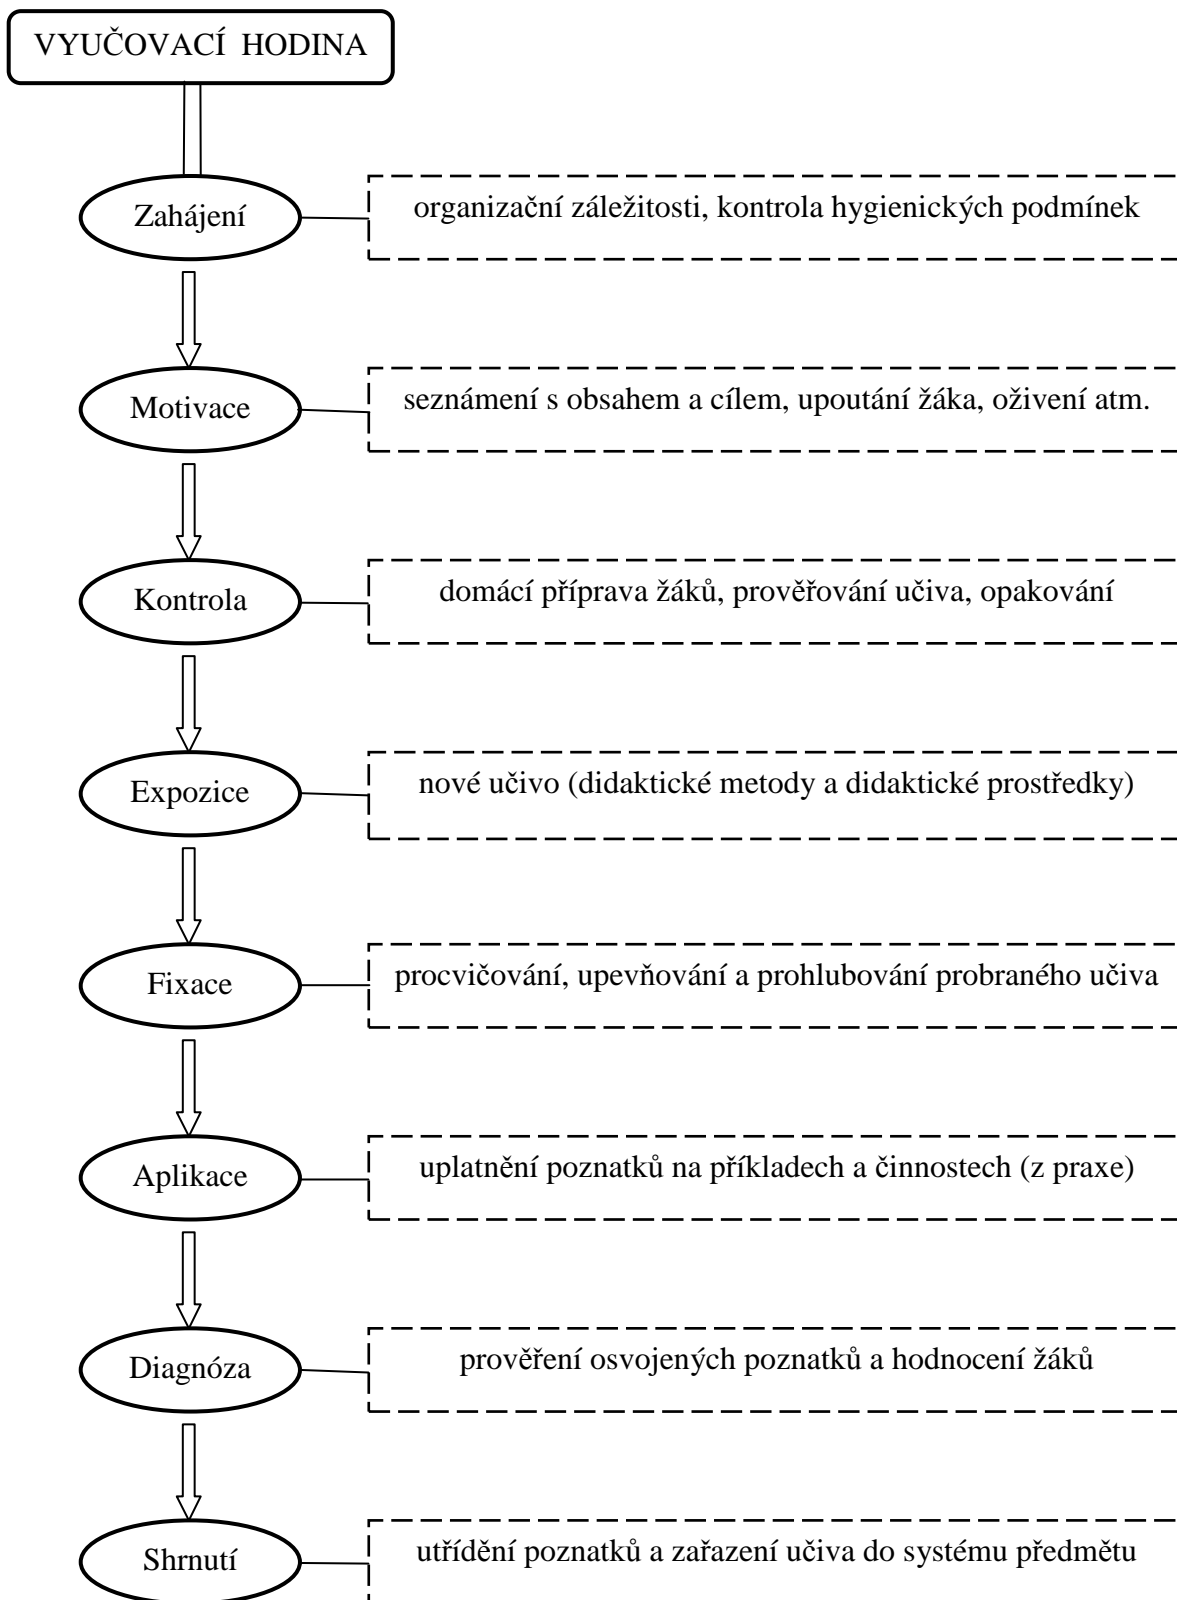 VYUČOVACÍ HODINA
Zahájení
organizační záležitosti, kontrola hygienických podmínek
Motivace
seznámení s obsahem a cílem, upoutání žáka, oživení atm.
Kontrola
domácí příprava žáků, prověřování učiva, opakování
Expozice
nové učivo (didaktické metody a didaktické prostředky)
Fixace
procvičování, upevňování a prohlubování probraného učiva
Aplikace
uplatnění poznatků na příkladech a činnostech (z praxe)
Diagnóza
prověření osvojených poznatků a hodnocení žáků
Shrnutí
utřídění poznatků a zařazení učiva do systému předmětu